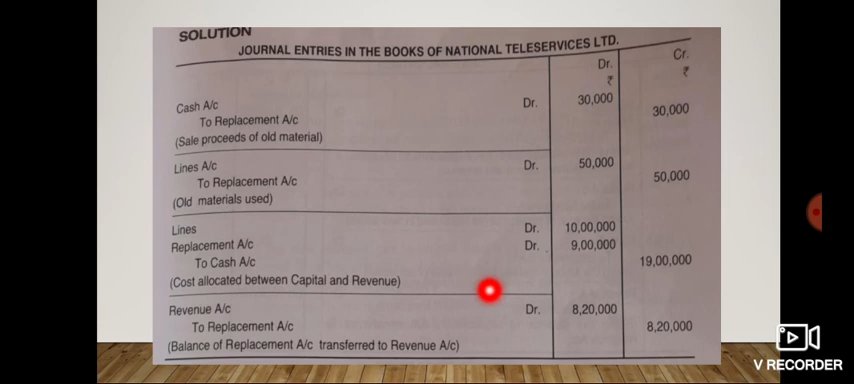 SOLUTION
JOURNAL ENTRIES IN THE BOOKS OF NATIONAL TELESERVICES LTD.
Dr. Cr.
₹ ₹
Cash A/c Dr. 30,000
To Replacement A/c 30,000
(Sale proceeds of old material)
Lines A/c Dr. 50,000
To Replacement A/c 50,000
(Old materials used)
Lines Dr. 10,00,000
Replacement A/c Dr. 9,00,000
To Cash A/c 19,00,000
(Cost allocated between Capital and Revenue)
Revenue A/c Dr. 8,20,000
To Replacement A/c 8,20,000
(Balance of Replacement A/c transferred to Revenue A/c)
V RECORDER